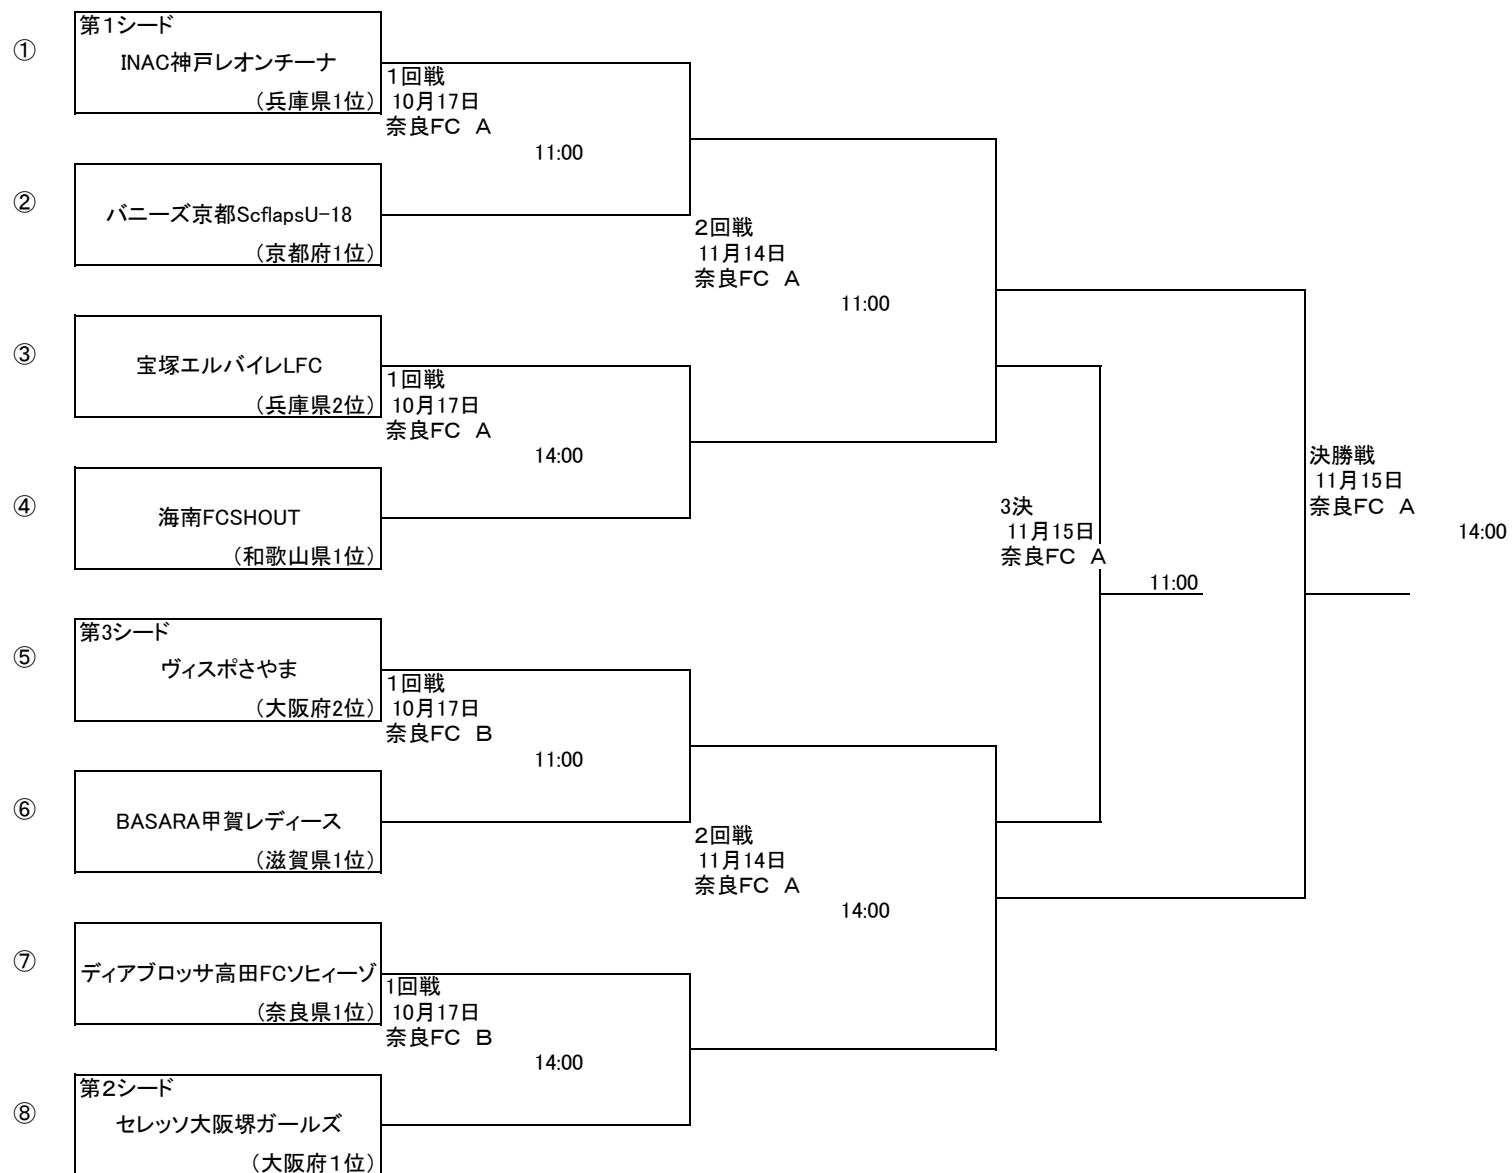 ①
第1シード
INAC神戸レオンチーナ
（兵庫県1位）
1回戦
10月17日
奈良FC　A
11:00
②
バニーズ京都ScflapsU-18
（京都府1位）
2回戦
11月14日
奈良FC　A
11:00
③
宝塚エルバイレLFC
（兵庫県2位）
1回戦
10月17日
奈良FC　A
14:00
④
海南FCSHOUT
（和歌山県1位）
3決
11月15日
奈良FC　A
11:00
決勝戦
11月15日
奈良FC　A
14:00
⑤
第3シード
ヴィスポさやま
（大阪府2位）
1回戦
10月17日
奈良FC　B
11:00
⑥
BASARA甲賀レディース
（滋賀県1位）
2回戦
11月14日
奈良FC　A
14:00
⑦
ディアブロッサ高田FCソヒィーゾ
（奈良県1位）
1回戦
10月17日
奈良FC　B
14:00
⑧
第2シード
セレッソ大阪堺ガールズ
（大阪府1位）